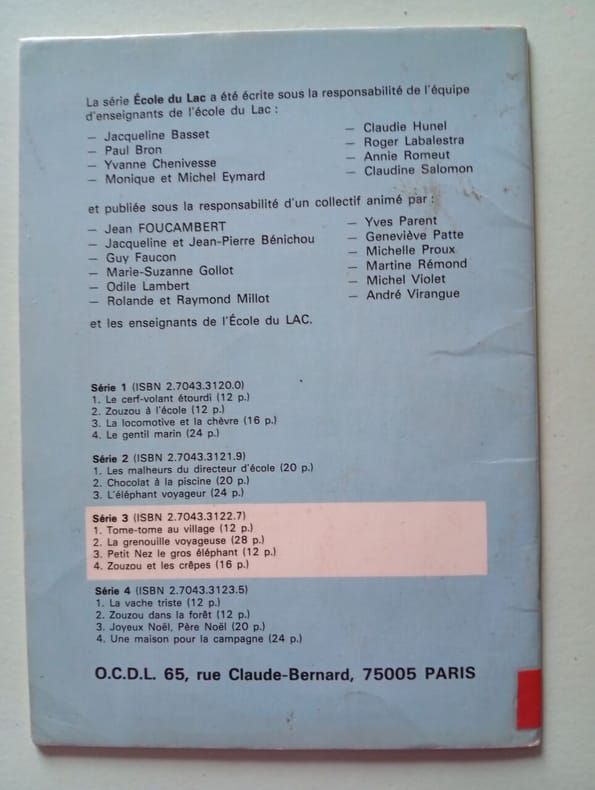 La série École du Lac a été écrite sous la responsabilité de l'équipe
d'enseignants de l'école du Lac :
— Jacqueline Basset
— Paul Bron
— Yvanne Chenivesse
— Monique et Michel Eymard
— Claudie Hunel
— Roger Labalestra
— Annie Romeut
— Claudine Salomon
et publiée sous la responsabilité d'un collectif animé par :
— Jean FOUCAMBERT
— Jacqueline et Jean-Pierre Bénichou
— Guy Faucon
— Marie-Suzanne Gollot
— Odile Lambert
— Rolande et Raymond Millot
— Yves Parent
— Geneviève Patte
— Michelle Proux
— Martine Rémond
— Michel Violet
— André Virangue
et les enseignants de l'École du LAC.
Série 1 (ISBN 2.7043.3120.0)
1. Le cerf-volant étourdi (12 p.)
2. Zouzou à l'école (12 p.)
3. La locomotive et la chèvre (16 p.)
4. Le gentil marin (24 p.)
Série 2 (ISBN 2.7043.3121.9)
1. Les malheurs du directeur d'école (20 p.)
2. Chocolat à la piscine (20 p.)
3. L'éléphant voyageur (24 p.)
Série 3 (ISBN 2.7043.3122.7)
1. Tome-tome au village (12 p.)
2. La grenouille voyageuse (28 p.)
3. Petit Nez le gros éléphant (12 p.)
4. Zouzou et les crêpes (16 p.)
Série 4 (ISBN 2.7043.3123.5)
1. La vache triste (12 p.)
2. Zouzou dans la forêt (12 p.)
3. Joyeux Noël, Père Noël (20 p.)
4. Une maison pour la campagne (24 p.)
O.C.D.L. 65, rue Claude-Bernard, 75005 PARIS